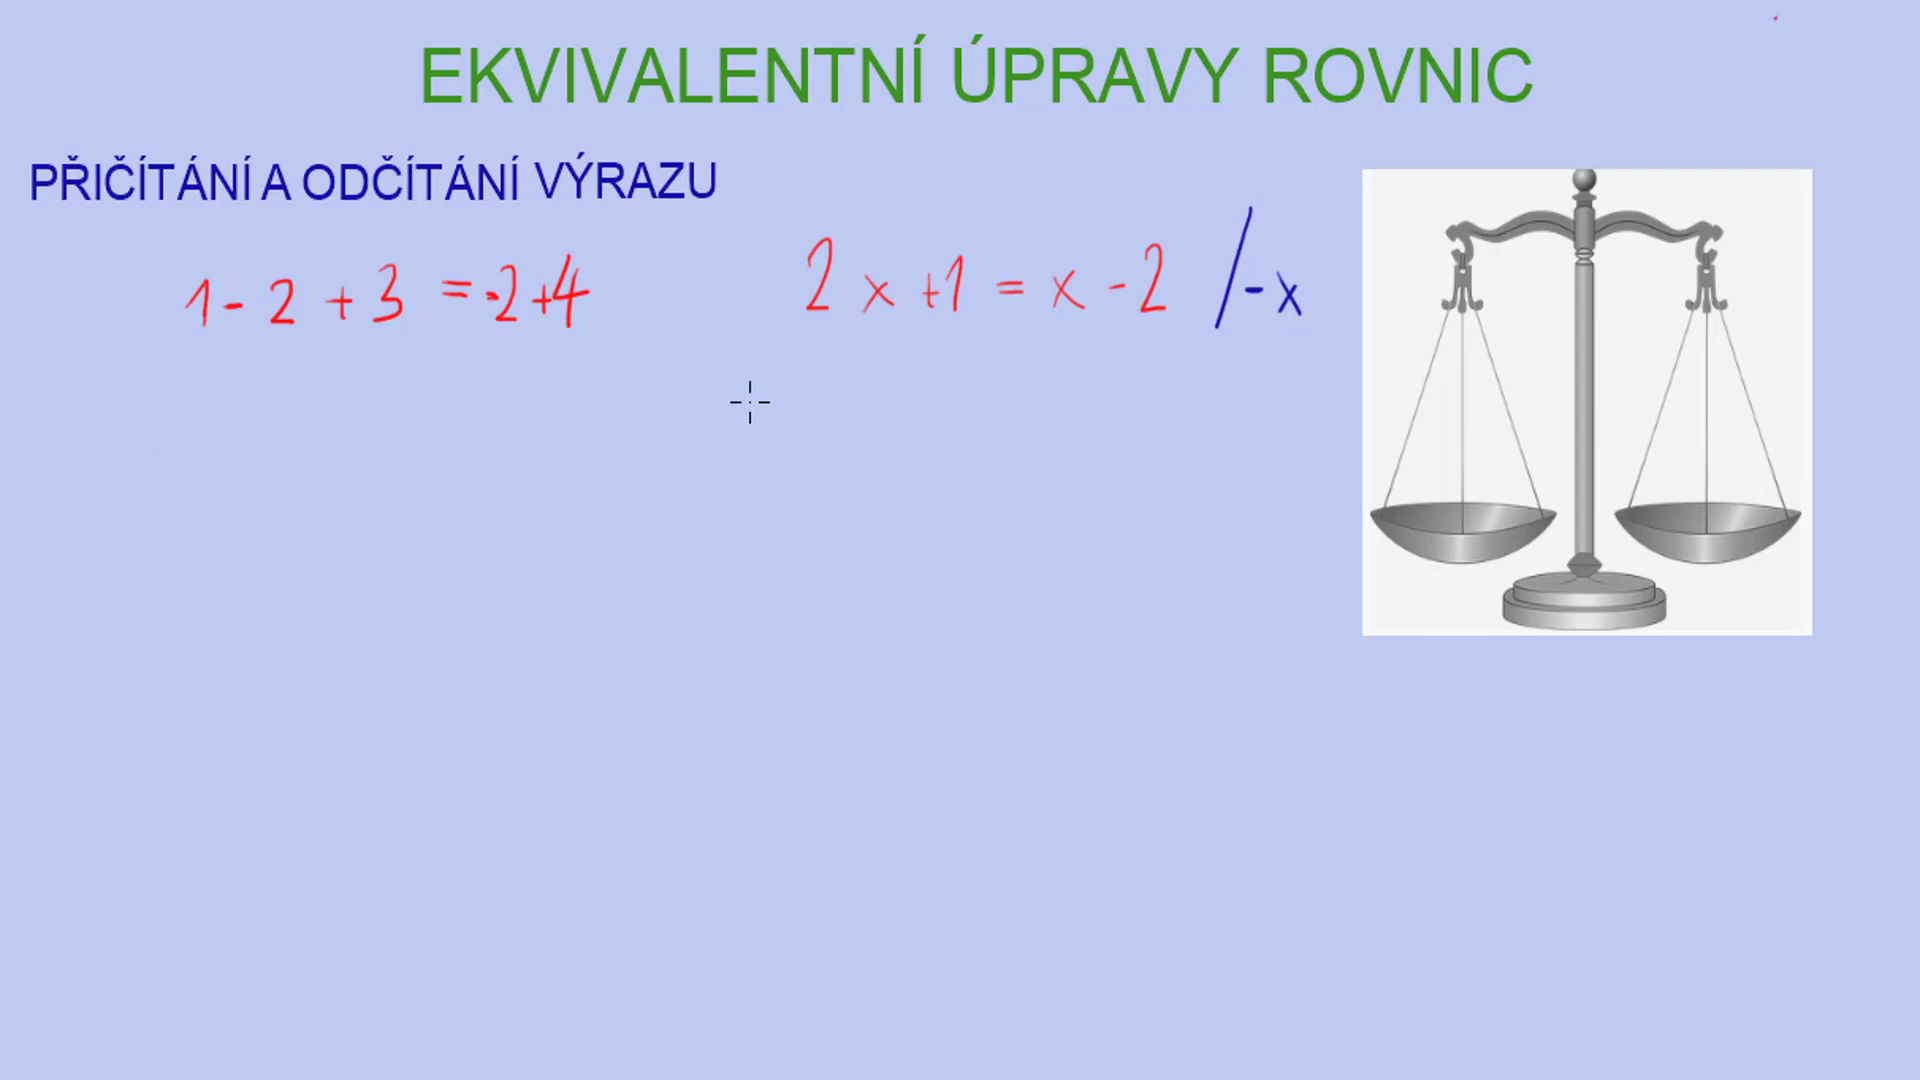 EKVIVALENTNÍ ÚPRAVY ROVNIC
PŘIČÍTÁNÍ A ODČÍTÁNÍ VÝRAZU
1 - 2 + 3 = -2 + 4
2x + 1 = x - 2 / - x